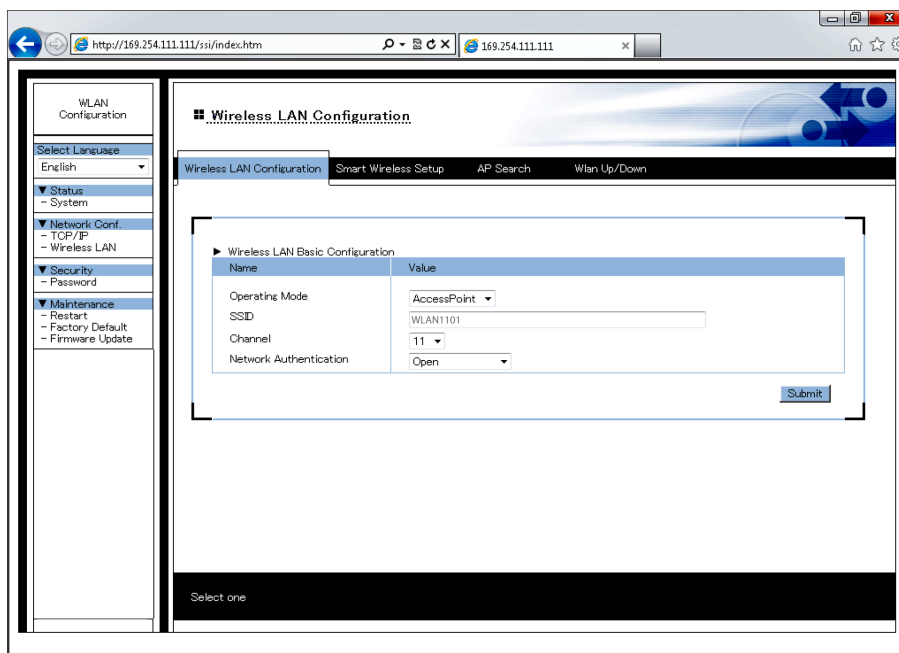 http://169.254.111.111/ssi/index.htm
169.254.111.111
WLAN
Configuration
Select Language
English
▼ Status
- System
▼ Network Conf.
- TCP/IP
- Wireless LAN
▼ Security
- Password
▼ Maintenance
- Restart
- Factory Default
- Firmware Update
Wireless LAN Configuration
Wireless LAN Configuration Smart Wireless Setup AP Search Wlan Up/Down
► Wireless LAN Basic Configuration
Name Value
Operating Mode AccessPoint
SSID WLAN1101
Channel 11
Network Authentication Open
Submit
Select one